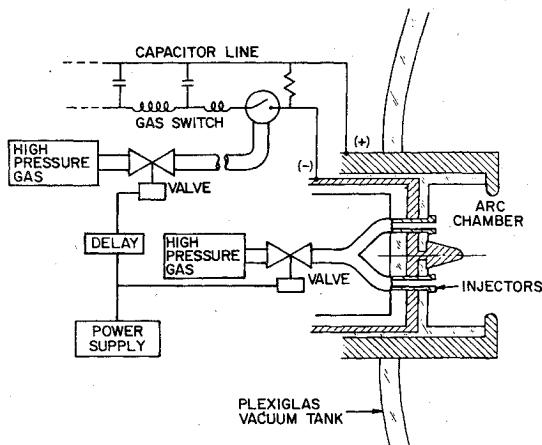 CAPACITOR LINE
GAS SWITCH
HIGH
PRESSURE
GAS
VALVE
(+)
(-)
ARC
CHAMBER
DELAY
HIGH
PRESSURE
GAS
VALVE
INJECTORS
POWER
SUPPLY
PLEXIGLAS
VACUUM TANK